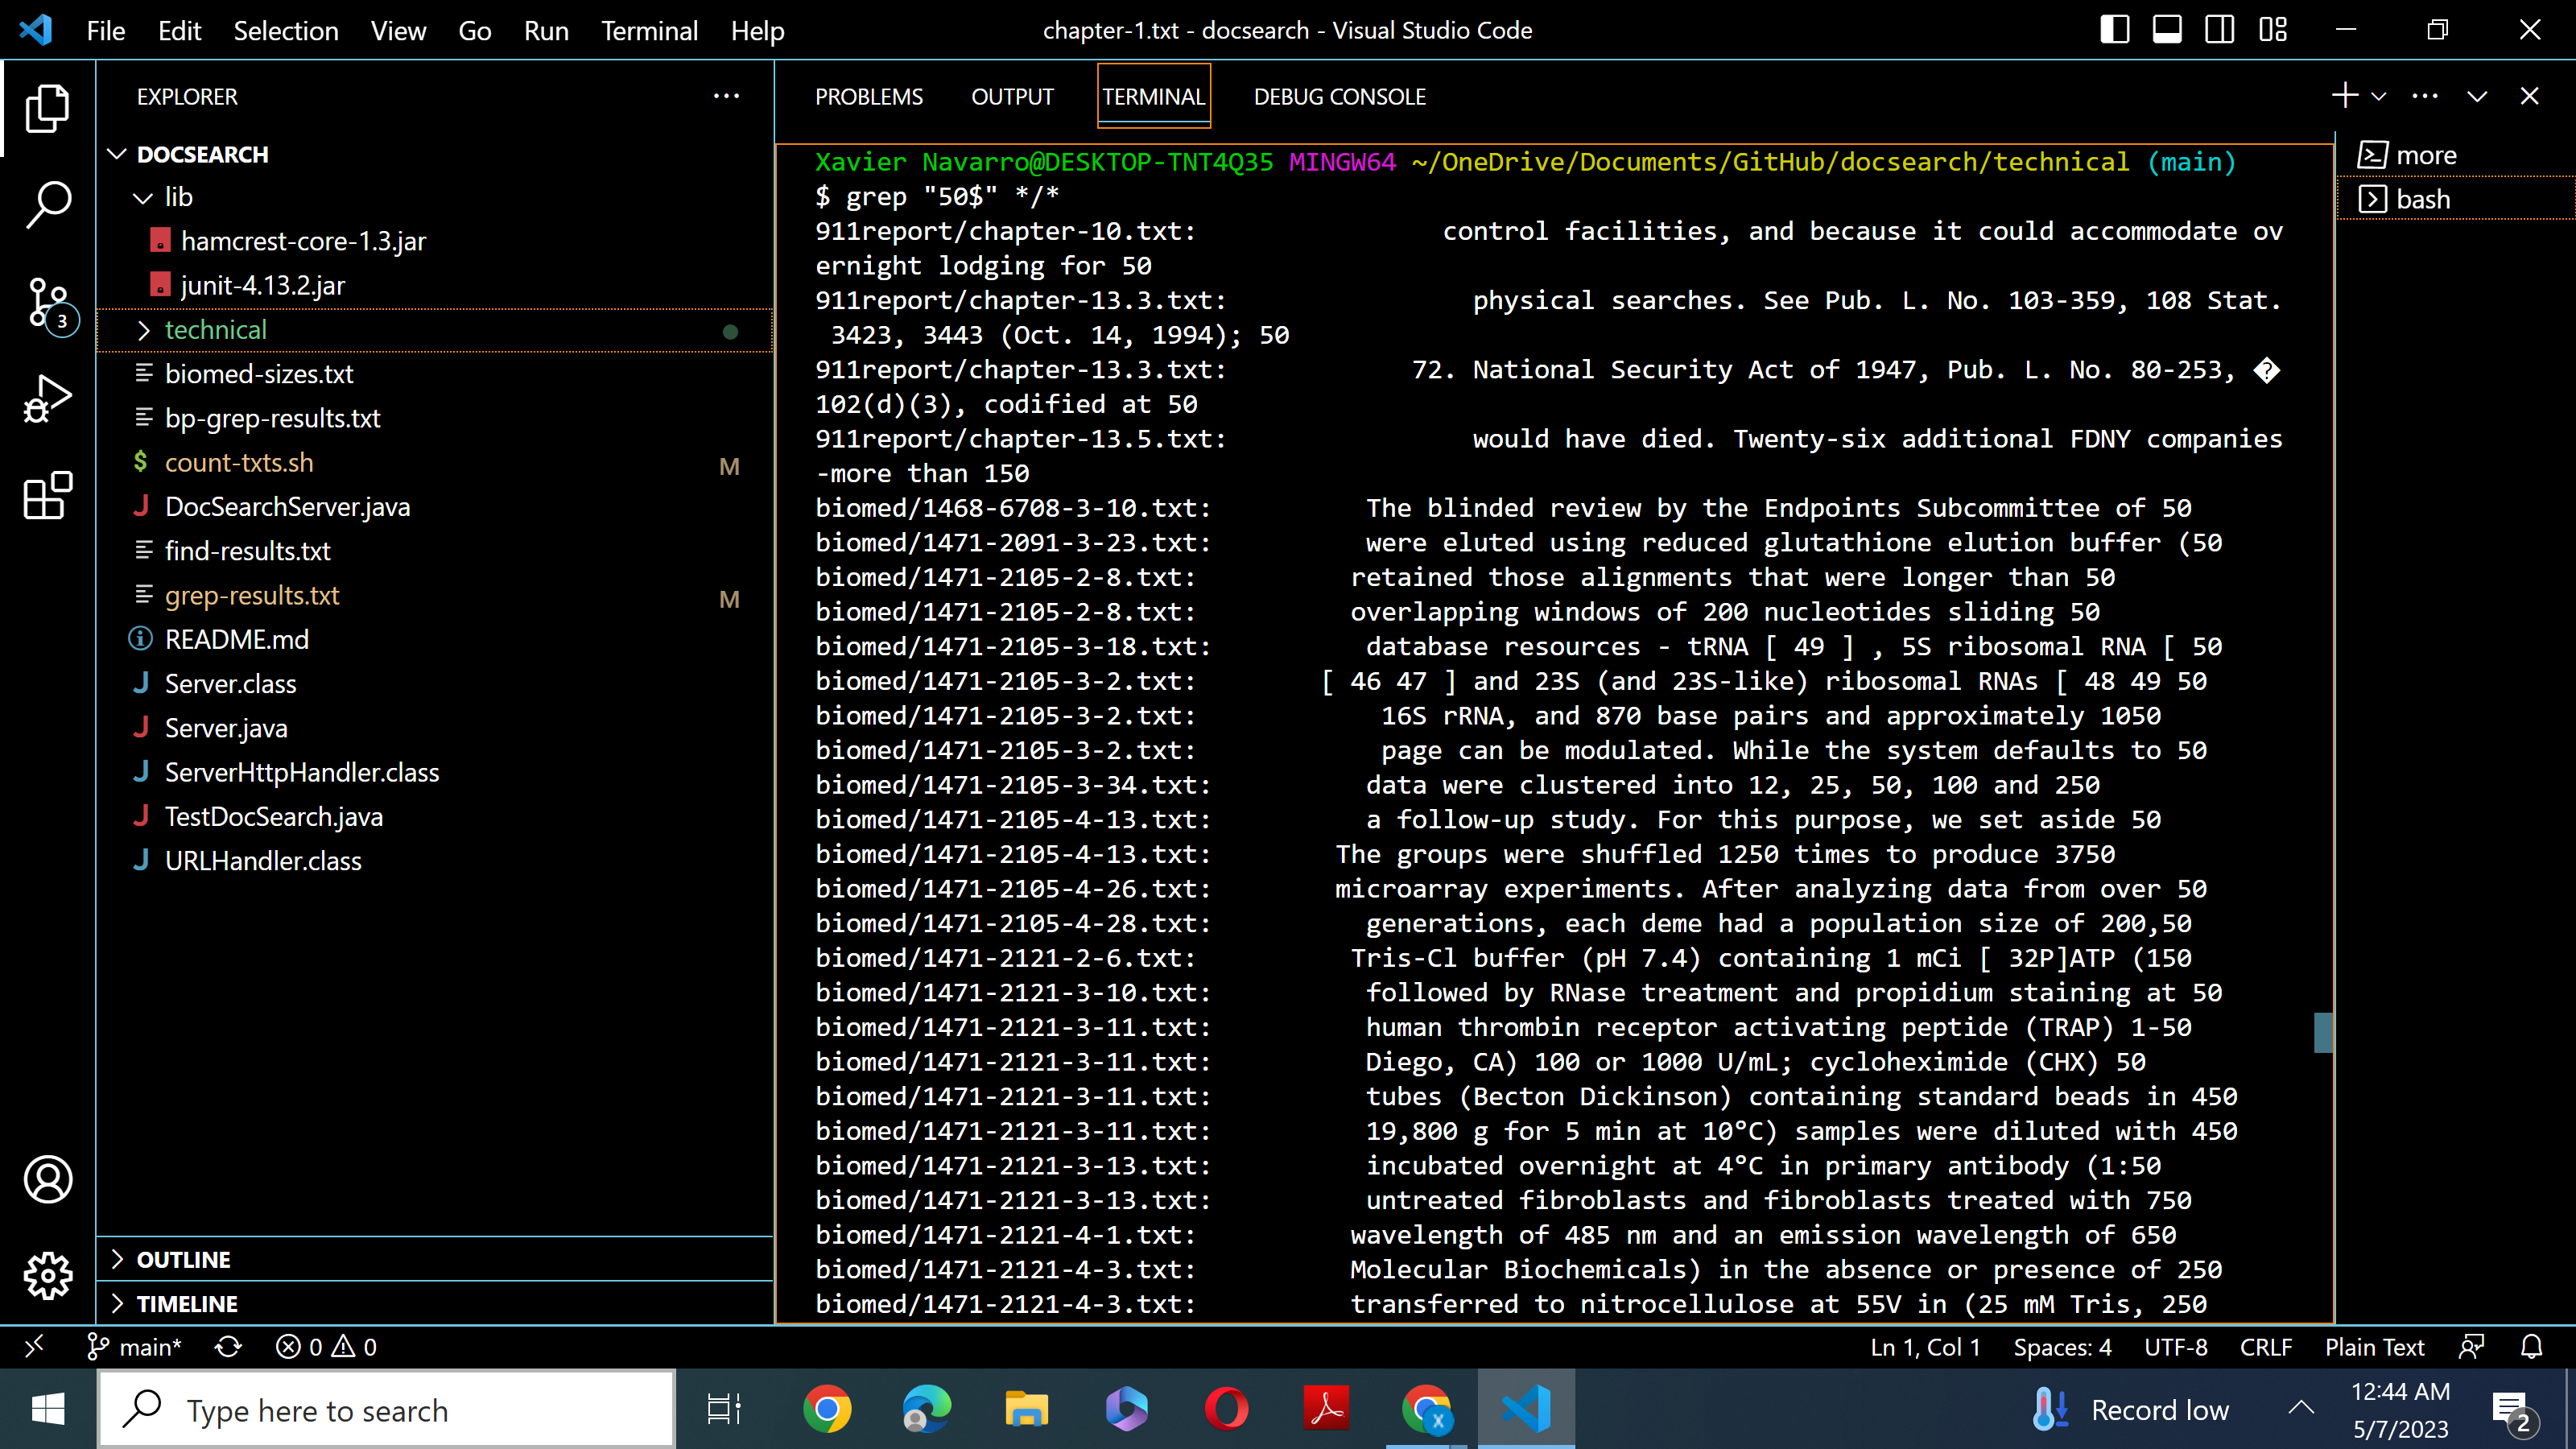 File Edit Selection View Go Run Terminal Help
chapter-1.txt - docsearch - Visual Studio Code
EXPLORER
DOCSEARCH
lib
hamcrest-core-1.3.jar
junit-4.13.2.jar
technical
biomed-sizes.txt
bp-grep-results.txt
count-txts.sh M
DocSearchServer.java
find-results.txt
grep-results.txt M
README.md
Server.class
Server.java
ServerHttpHandler.class
TestDocSearch.java
URLHandler.class
OUTLINE
TIMELINE
3
PROBLEMS OUTPUT TERMINAL DEBUG CONSOLE
more
bash
Xavier Navarro@DESKTOP-TNT4Q35 MINGW64 ~/OneDrive/Documents/GitHub/docsearch/technical (main)
$ grep "50$" */*
911report/chapter-10.txt: control facilities, and because it could accommodate ov
ernight lodging for 50
911report/chapter-13.3.txt: physical searches. See Pub. L. No. 103-359, 108 Stat.
3423, 3443 (Oct. 14, 1994); 50
911report/chapter-13.3.txt: 72. National Security Act of 1947, Pub. L. No. 80-253, �
102(d)(3), codified at 50
911report/chapter-13.5.txt: would have died. Twenty-six additional FDNY companies
-more than 150
biomed/1468-6708-3-10.txt: The blinded review by the Endpoints Subcommittee of 50
biomed/1471-2091-3-23.txt: were eluted using reduced glutathione elution buffer (50
biomed/1471-2105-2-8.txt: retained those alignments that were longer than 50
biomed/1471-2105-2-8.txt: overlapping windows of 200 nucleotides sliding 50
biomed/1471-2105-3-18.txt: database resources - tRNA [ 49 ] , 5S ribosomal RNA [ 50
biomed/1471-2105-3-2.txt: [ 46 47 ] and 23S (and 23S-like) ribosomal RNAs [ 48 49 50
biomed/1471-2105-3-2.txt: 16S rRNA, and 870 base pairs and approximately 1050
biomed/1471-2105-3-2.txt: page can be modulated. While the system defaults to 50
biomed/1471-2105-3-34.txt: data were clustered into 12, 25, 50, 100 and 250
biomed/1471-2105-4-13.txt: a follow-up study. For this purpose, we set aside 50
biomed/1471-2105-4-13.txt: The groups were shuffled 1250 times to produce 3750
biomed/1471-2105-4-26.txt: microarray experiments. After analyzing data from over 50
biomed/1471-2105-4-28.txt: generations, each deme had a population size of 200,50
biomed/1471-2121-2-6.txt: Tris-Cl buffer (pH 7.4) containing 1 mCi [ 32P]ATP (150
biomed/1471-2121-3-10.txt: followed by RNase treatment and propidium staining at 50
biomed/1471-2121-3-11.txt: human thrombin receptor activating peptide (TRAP) 1-50
biomed/1471-2121-3-11.txt: Diego, CA) 100 or 1000 U/mL; cycloheximide (CHX) 50
biomed/1471-2121-3-11.txt: tubes (Becton Dickinson) containing standard beads in 450
biomed/1471-2121-3-11.txt: 19,800 g for 5 min at 10°C) samples were diluted with 450
biomed/1471-2121-3-13.txt: incubated overnight at 4°C in primary antibody (1:50
biomed/1471-2121-3-13.txt: untreated fibroblasts and fibroblasts treated with 750
biomed/1471-2121-4-1.txt: wavelength of 485 nm and an emission wavelength of 650
biomed/1471-2121-4-3.txt: Molecular Biochemicals) in the absence or presence of 250
biomed/1471-2121-4-3.txt: transferred to nitrocellulose at 55V in (25 mM Tris, 250
main* 0 0 Ln 1, Col 1 Spaces: 4 UTF-8 CRLF Plain Text
Type here to search
X
Record low
12:44 AM
5/7/2023
2